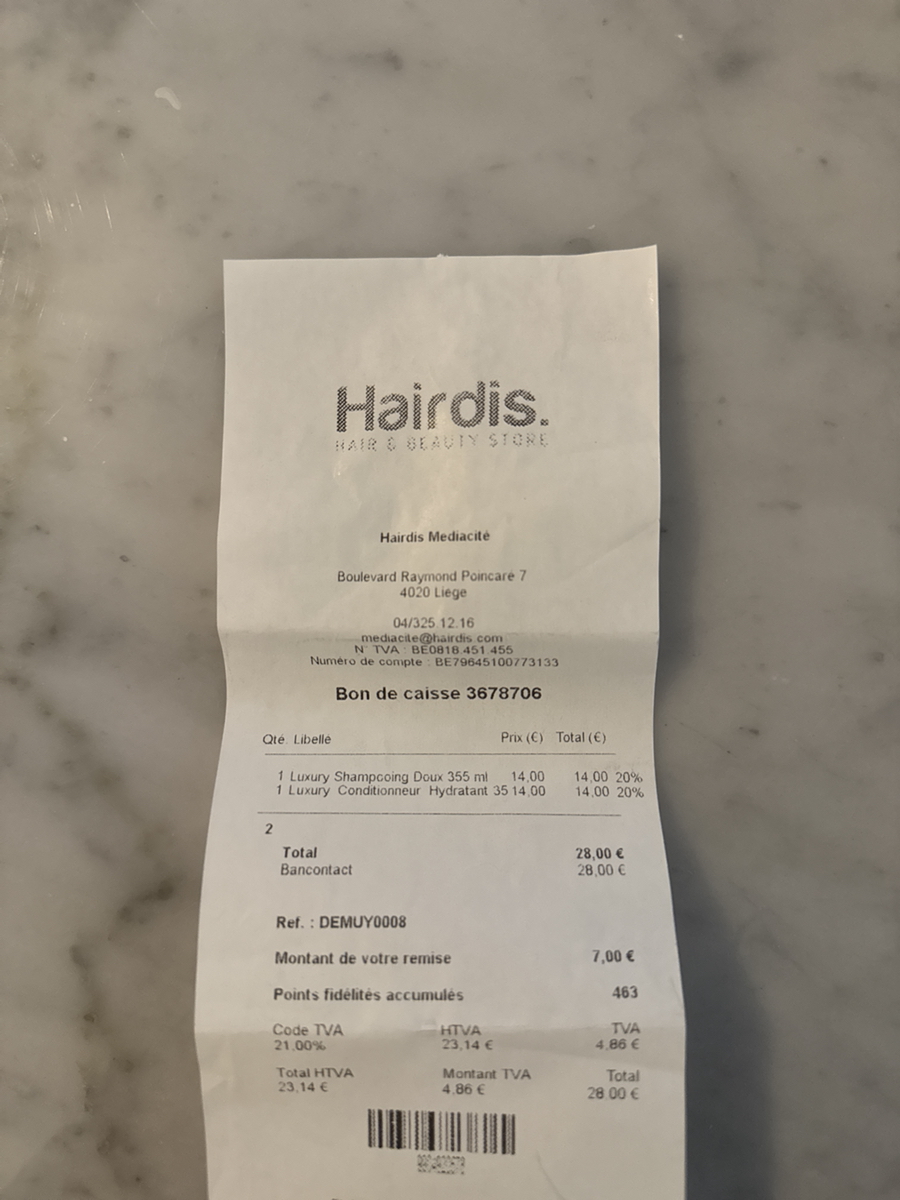 Hairdis.
HAIR & BEAUTY STORE
Hairdis Mediacité
Boulevard Raymond Poincaré 7
4020 Liège
04/325.12.16
mediacite@hairdis.com
N° TVA : BE0818.451.455
Numéro de compte : BE79645100773133
Bon de caisse 3678706
Qté. Libellé Prix (€) Total (€)
1 Luxury Shampooing Doux 355 ml 14,00 14,00 20%
1 Luxury Conditionneur Hydratant 35 14,00 14,00 20%
2
Total 28,00 €
Bancontact 28,00 €
Ref. : DEMUY0008
Montant de votre remise 7,00 €
Points fidélités accumulés 463
Code TVA HTVA TVA
21,00% 23,14 € 4,86 €
Total HTVA Montant TVA Total
23,14 € 4,86 € 28,00 €